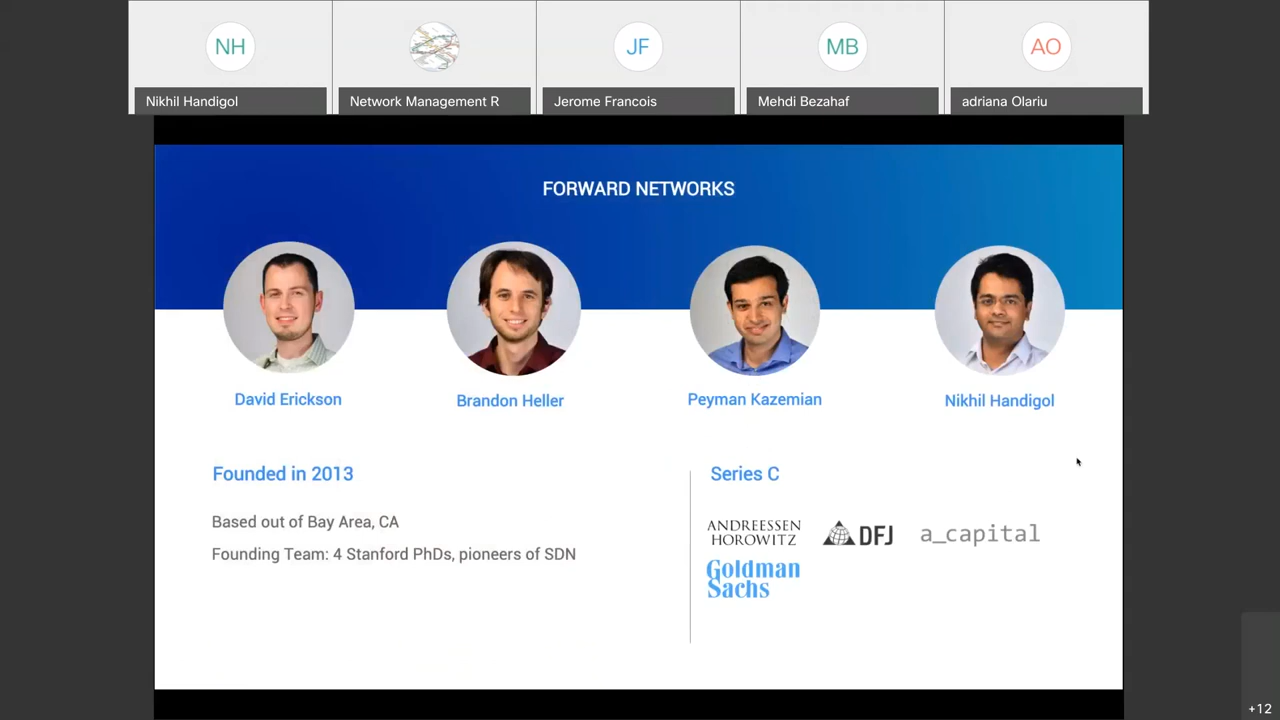 NH
JF
MB
AO
Nikhil Handigol
Network Management R
Jerome Francois
Mehdi Bezahaf
adriana Olariu
FORWARD NETWORKS
David Erickson
Brandon Heller
Peyman Kazemian
Nikhil Handigol
Founded in 2013
Based out of Bay Area, CA
Founding Team: 4 Stanford PhDs, pioneers of SDN
Series C
ANDREESSEN
HOROWITZ
DFJ
a_capital
Goldman
Sachs
+12